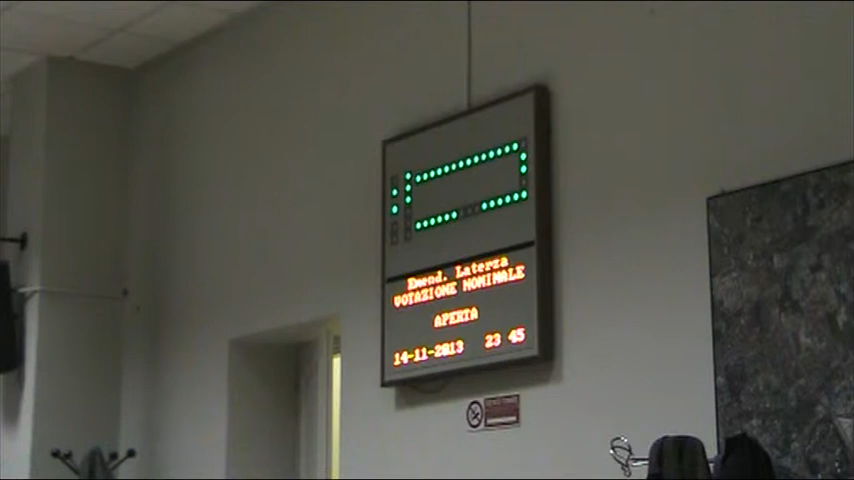 Emend. Laterza
VOTAZIONE NOMINALE
APERTA
14-11-2013 23 45